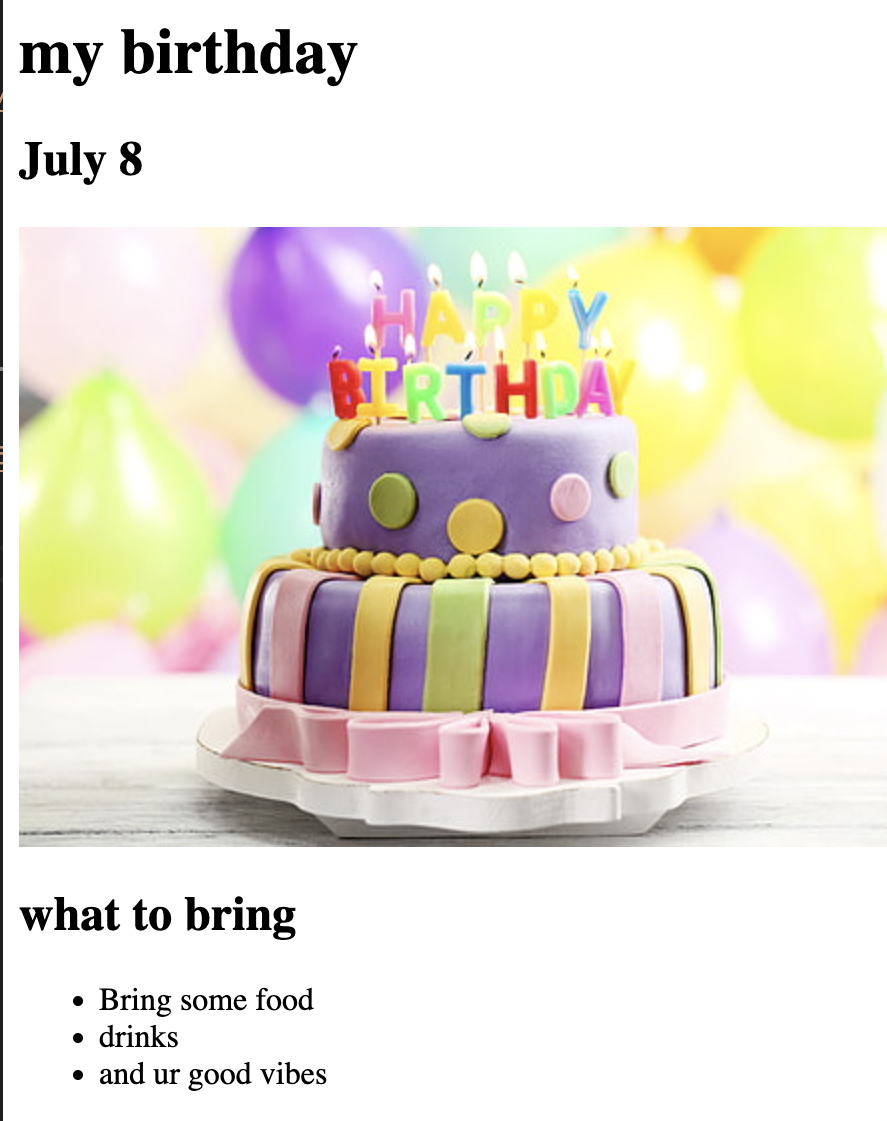 my birthday
July 8
HAPPY
BIRTHDAY
what to bring
Bring some food
drinks
and ur good vibes